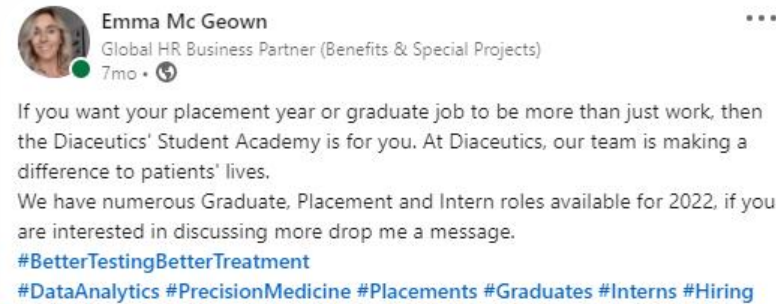 Emma Mc Geown
Global HR Business Partner (Benefits & Special Projects)
7mo •
If you want your placement year or graduate job to be more than just work, then
the Diaceutics' Student Academy is for you. At Diaceutics, our team is making a
difference to patients' lives.
We have numerous Graduate, Placement and Intern roles available for 2022, if you
are interested in discussing more drop me a message.
#BetterTestingBetterTreatment
#DataAnalytics #PrecisionMedicine #Placements #Graduates #Interns #Hiring